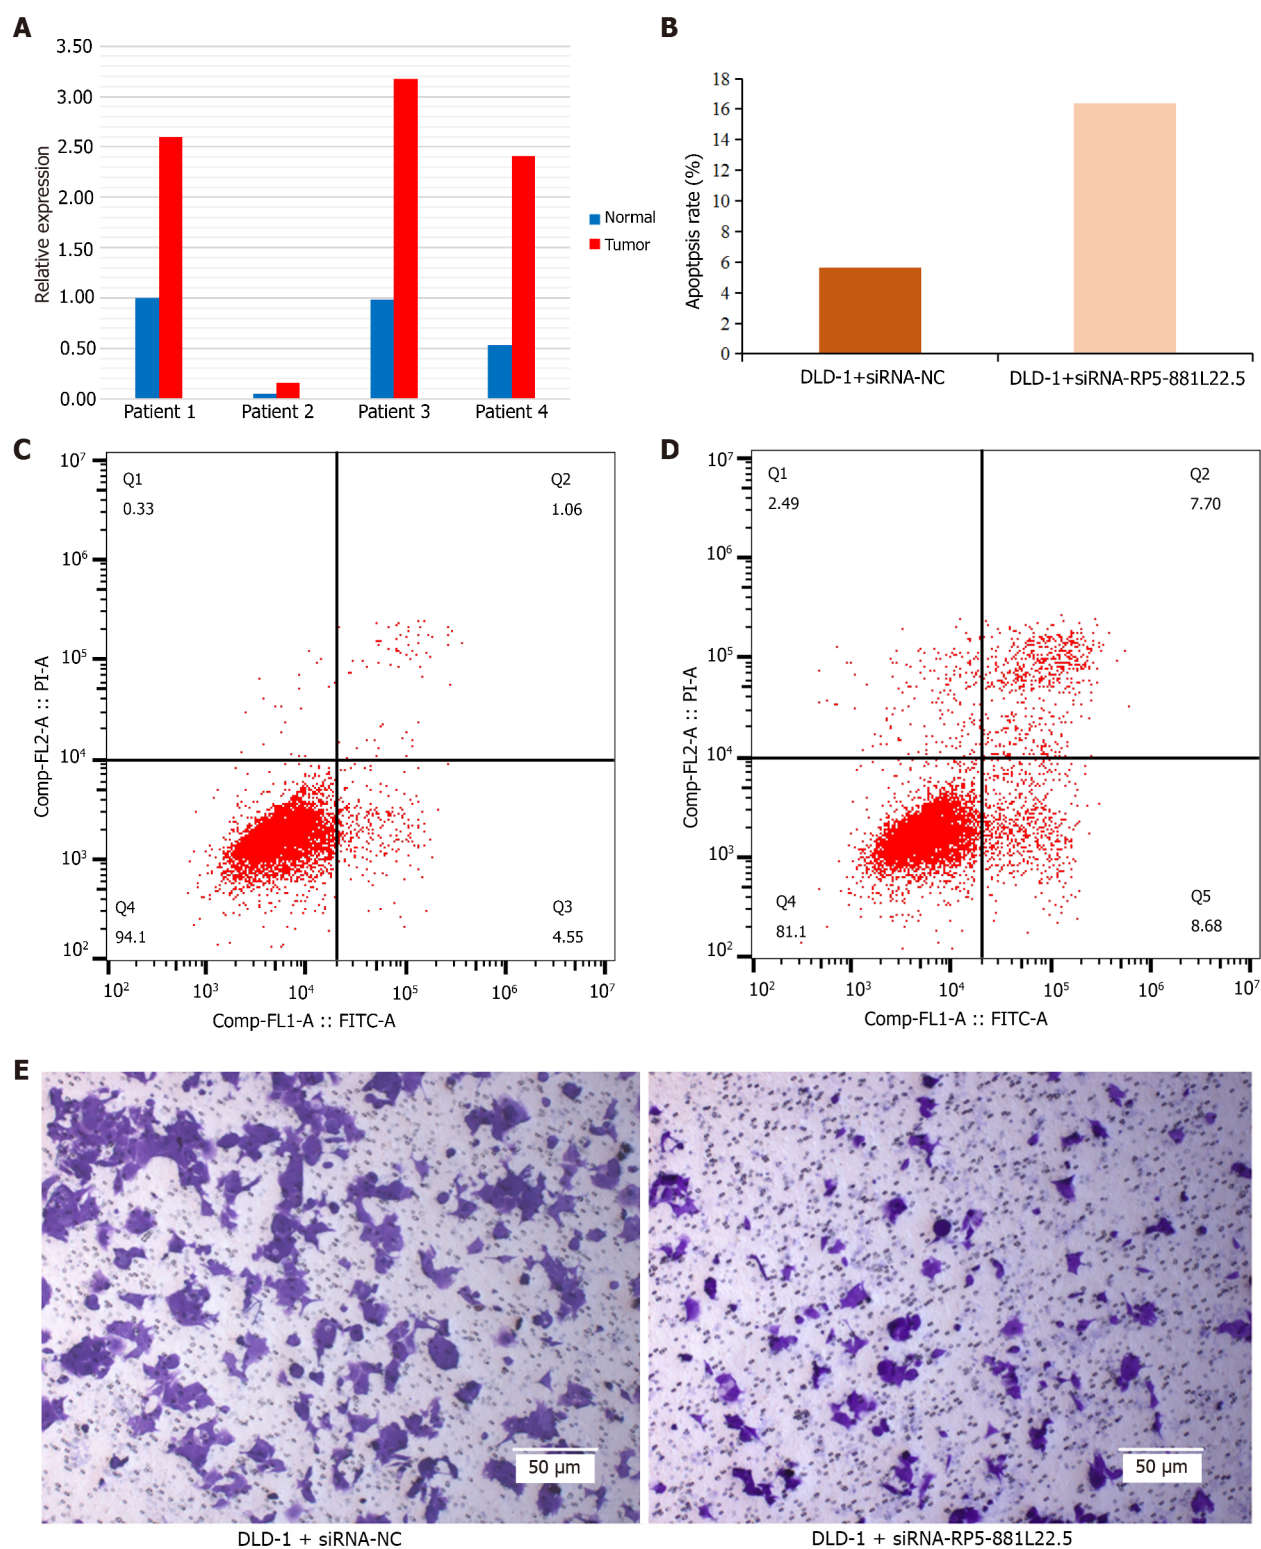 A
3.50
3.00
2.50
2.00
1.50
1.00
0.50
0.00
Relative expression
Patient 1
Patient 2
Patient 3
Patient 4
Normal
Tumor
B
18
16
14
12
10
8
6
4
2
0
Apoptpsis rate (%)
DLD-1+siRNA-NC
DLD-1+siRNA-RP5-881L22.5
C
10⁷
10⁶
10⁵
10⁴
10³
10²
Comp-FL2-A :: PI-A
Q1
0.33
Q2
1.06
Q4
94.1
Q3
4.55
10² 10³ 10⁴ 10⁵ 10⁶ 10⁷
Comp-FL1-A :: FITC-A
D
10⁷
10⁶
10⁵
10⁴
10³
10²
Comp-FL2-A :: PI-A
Q1
2.49
Q2
7.70
Q4
81.1
Q5
8.68
10² 10³ 10⁴ 10⁵ 10⁶ 10⁷
Comp-FL1-A :: FITC-A
E
50 μm
50 μm
DLD-1 + siRNA-NC
DLD-1 + siRNA-RP5-881L22.5